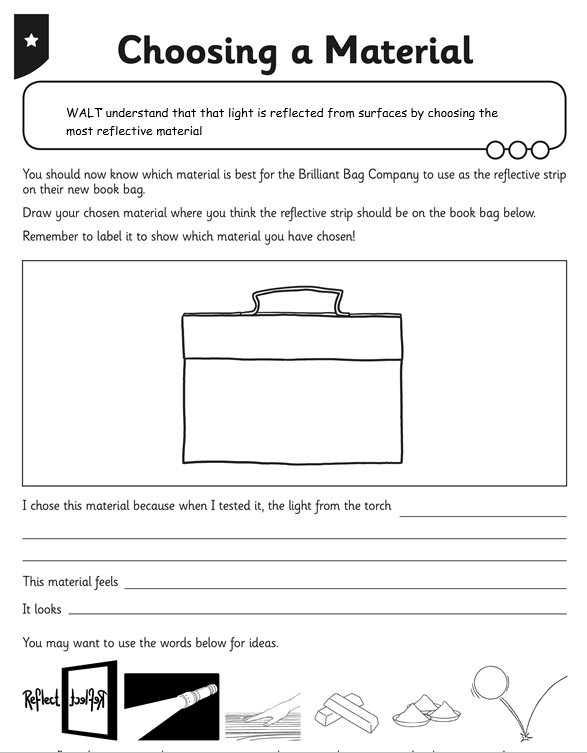 Choosing a Material
WALT understand that that light is reflected from surfaces by choosing the
most reflective material
You should now know which material is best for the Brilliant Bag Company to use as the reflective strip
on their new book bag.
Draw your chosen material where you think the reflective strip should be on the book bag below.
Remember to label it to show which material you have chosen!
I chose this material because when I tested it, the light from the torch
This material feels
It looks
You may want to use the words below for ideas.
Reflect Reflect